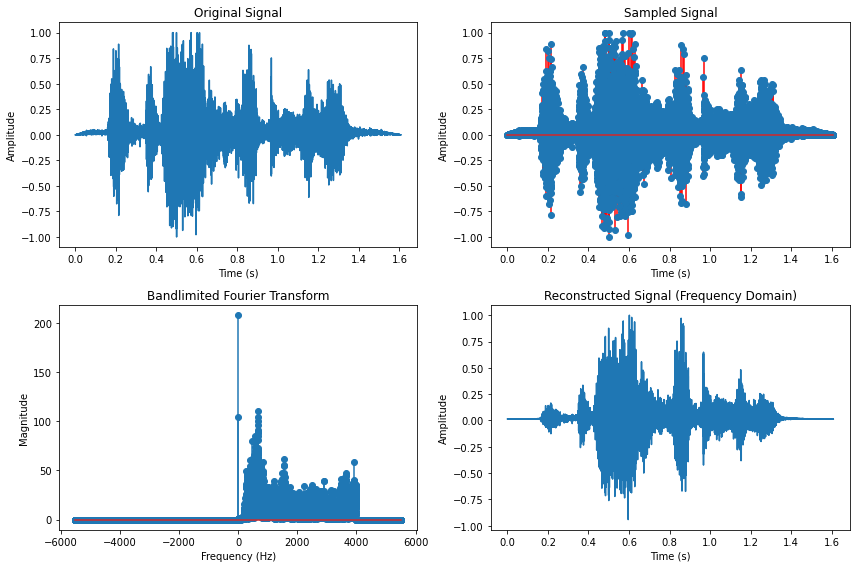 Original Signal
1.00
0.75
0.50
0.25
0.00
−0.25
−0.50
−0.75
−1.00
Amplitude
0.0 0.2 0.4 0.6 0.8 1.0 1.2 1.4 1.6
Time (s)
Sampled Signal
1.00
0.75
0.50
0.25
0.00
−0.25
−0.50
−0.75
−1.00
Amplitude
0.0 0.2 0.4 0.6 0.8 1.0 1.2 1.4 1.6
Time (s)
Bandlimited Fourier Transform
200
150
100
50
0
Magnitude
−6000 −4000 −2000 0 2000 4000 6000
Frequency (Hz)
Reconstructed Signal (Frequency Domain)
1.00
0.75
0.50
0.25
0.00
−0.25
−0.50
−0.75
−1.00
Amplitude
0.0 0.2 0.4 0.6 0.8 1.0 1.2 1.4 1.6
Time (s)